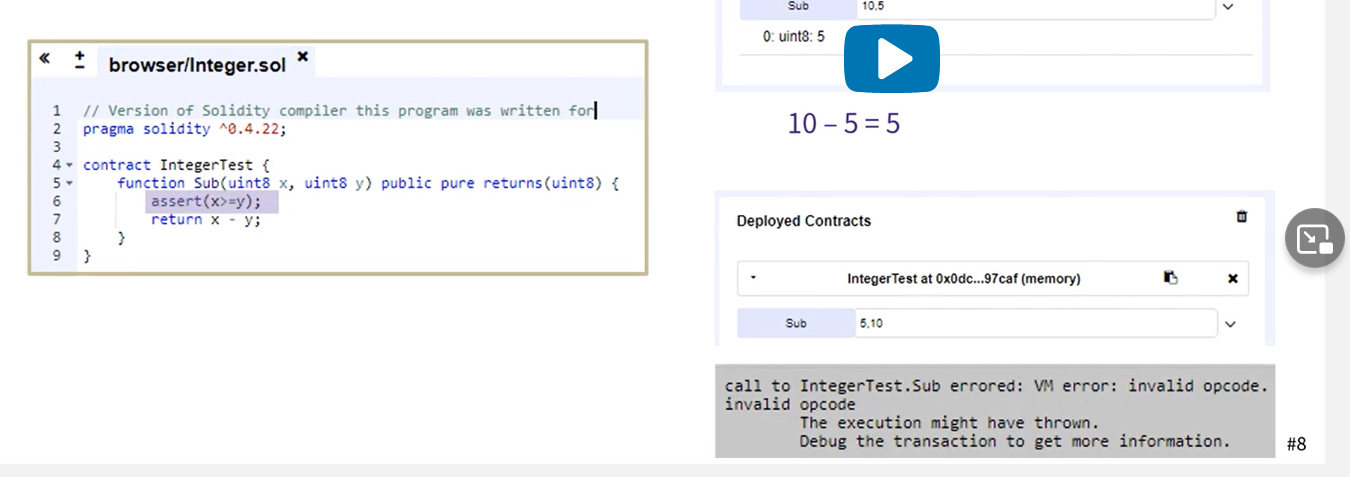 browser/Integer.sol
1 // Version of Solidity compiler this program was written for
2 pragma solidity ^0.4.22;
3
4 contract IntegerTest {
5 function Sub(uint8 x, uint8 y) public pure returns(uint8) {
6 assert(x>=y);
7 return x - y;
8 }
9 }
Sub 10,5
0: uint8: 5
10 – 5 = 5
Deployed Contracts
IntegerTest at 0x0dc...97caf (memory)
Sub 5,10
call to IntegerTest.Sub errored: VM error: invalid opcode.
invalid opcode
The execution might have thrown.
Debug the transaction to get more information.
#8